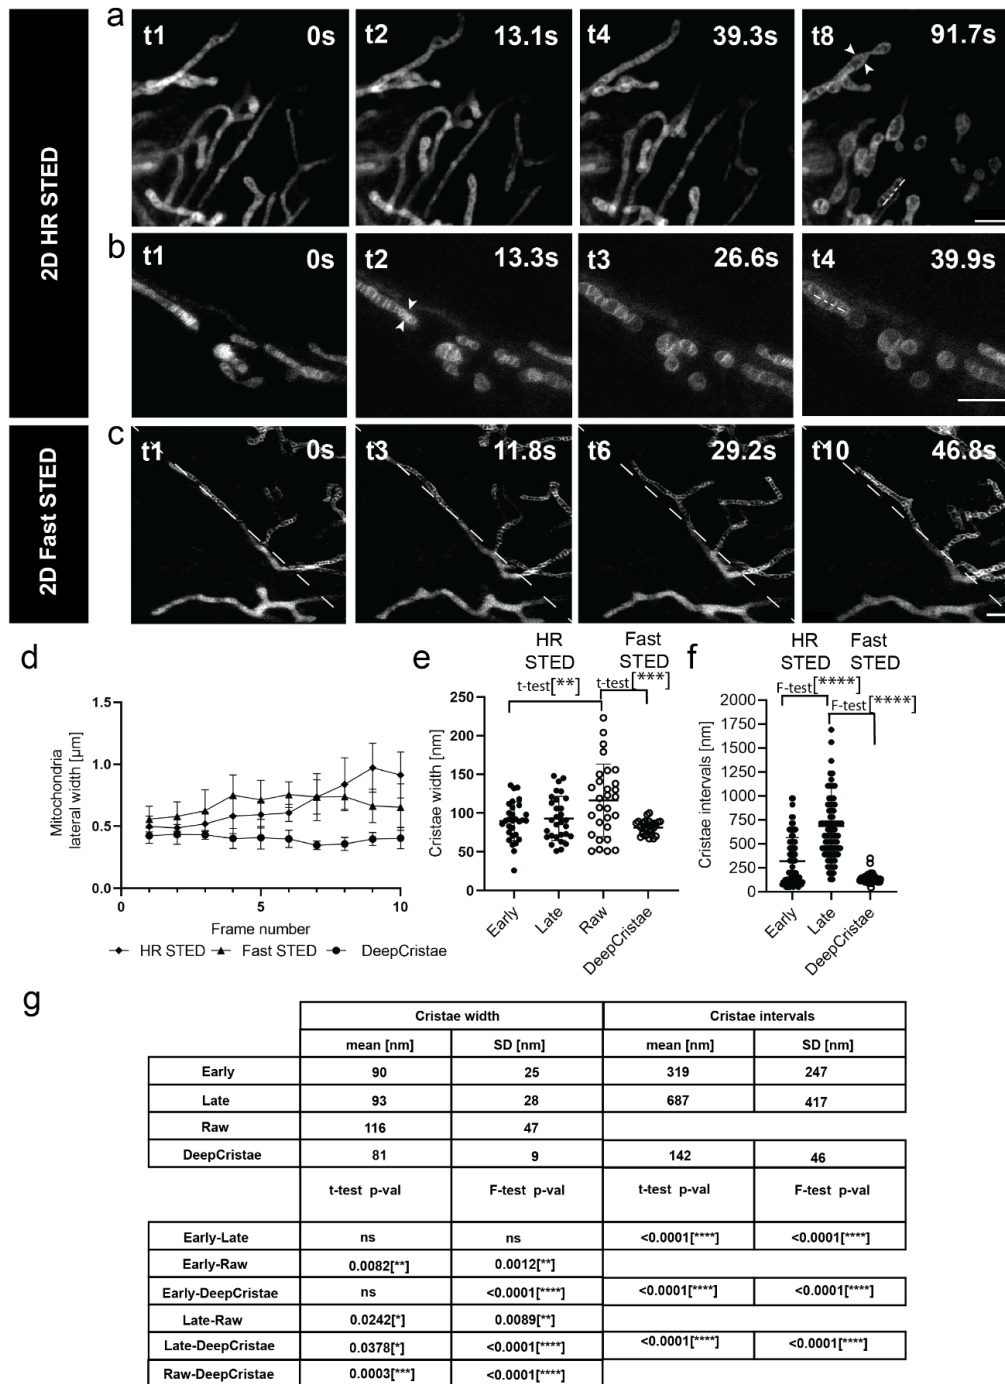 2D HR STED
a
t1 0s
t2 13.1s
t4 39.3s
t8 91.7s
b
t1 0s
t2 13.3s
t3 26.6s
t4 39.9s
2D Fast STED
c
t1 0s
t3 11.8s
t6 29.2s
t10 46.8s
d
Mitochondria
lateral width [µm]
1.5
1.0
0.5
0.0
0 5 10
Frame number
HR STED Fast STED DeepCristae
e
HR
STED
Fast
STED
t-test[**]
t-test[***]
Cristae width [nm]
250
200
150
100
50
0
Early
Late
Raw
DeepCristae
f
HR
STED
Fast
STED
F-test[****]
F-test[****]
Cristae intervals [nm]
2000
1750
1500
1250
1000
750
500
250
0
Early
Late
DeepCristae
g
Cristae width Cristae intervals
mean [nm] SD [nm] mean [nm] SD [nm]
Early 90 25 319 247
Late 93 28 687 417
Raw 116 47
DeepCristae 81 9 142 46
t-test p-val F-test p-val t-test p-val F-test p-val
Early-Late ns ns <0.0001[****] <0.0001[****]
Early-Raw 0.0082[**] 0.0012[**]
Early-DeepCristae ns <0.0001[****] <0.0001[****] <0.0001[****]
Late-Raw 0.0242[*] 0.0089[**]
Late-DeepCristae 0.0378[*] <0.0001[****] <0.0001[****] <0.0001[****]
Raw-DeepCristae 0.0003[***] <0.0001[****]